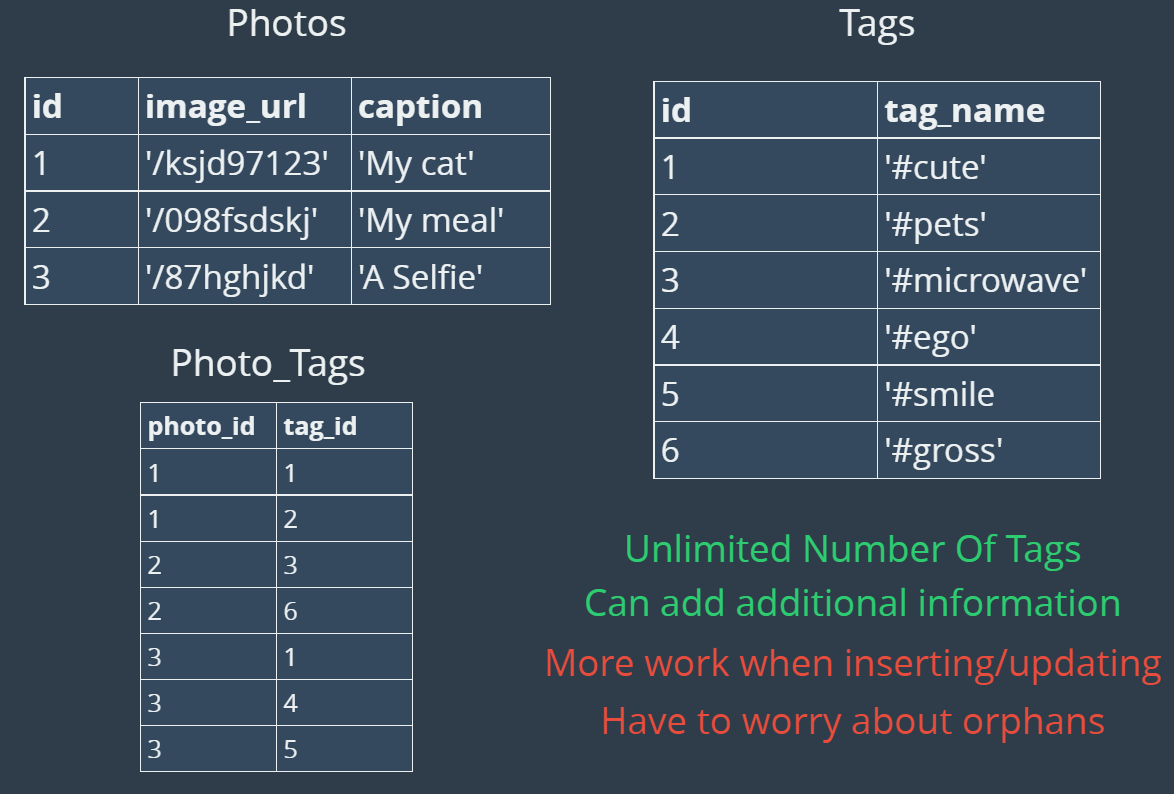 Photos
id image_url caption
1 '/ksjd97123' 'My cat'
2 '/098fsdskj' 'My meal'
3 '/87hghjkd' 'A Selfie'
Photo_Tags
photo_id tag_id
1 1
1 2
2 3
2 6
3 1
3 4
3 5
Tags
id tag_name
1 '#cute'
2 '#pets'
3 '#microwave'
4 '#ego'
5 '#smile
6 '#gross'
Unlimited Number Of Tags
Can add additional information
More work when inserting/updating
Have to worry about orphans